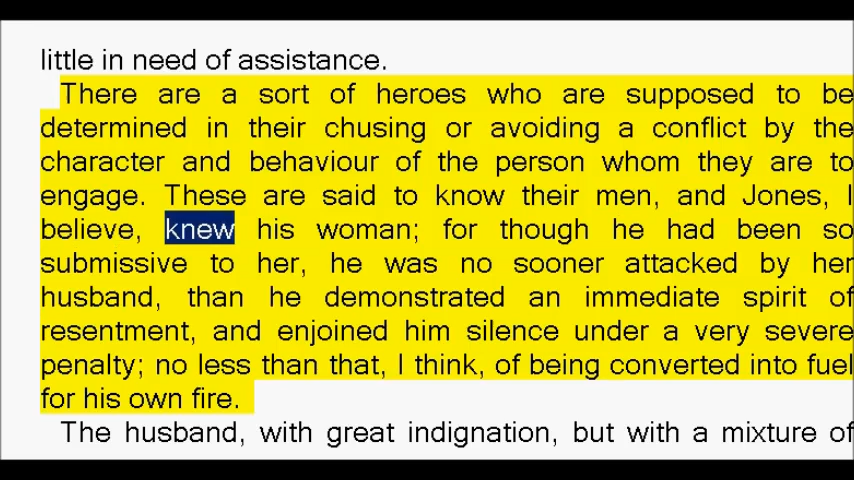 little in need of assistance.
There are a sort of heroes who are supposed to be
determined in their chusing or avoiding a conflict by the
character and behaviour of the person whom they are to
engage. These are said to know their men, and Jones, I
believe, knew his woman; for though he had been so
submissive to her, he was no sooner attacked by her
husband, than he demonstrated an immediate spirit of
resentment, and enjoined him silence under a very severe
penalty; no less than that, I think, of being converted into fuel
for his own fire.
The husband, with great indignation, but with a mixture of